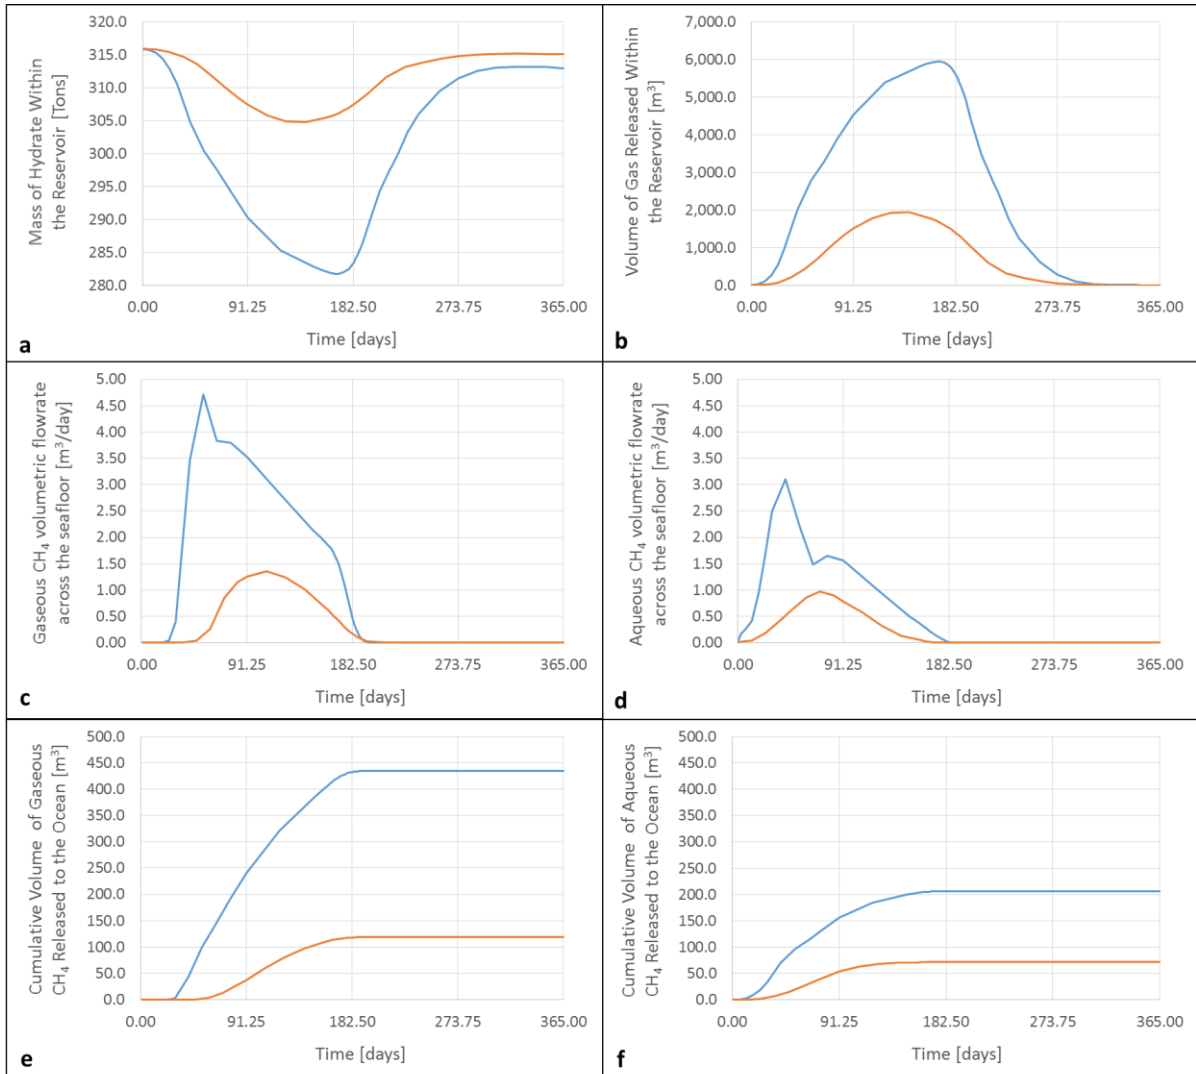 Mass of Hydrate Within
the Reservoir [Tons]
320.0
315.0
310.0
305.0
300.0
295.0
290.0
285.0
280.0
0.00 91.25 182.50 273.75 365.00
Time [days]
a
Volume of Gas Released Within
the Reservoir [m³]
7,000.0
6,000.0
5,000.0
4,000.0
3,000.0
2,000.0
1,000.0
0.0
0.00 91.25 182.50 273.75 365.00
Time [days]
b
Gaseous CH₄ volumetric flowrate
across the seafloor [m³/day]
5.00
4.50
4.00
3.50
3.00
2.50
2.00
1.50
1.00
0.50
0.00
0.00 91.25 182.50 273.75 365.00
Time [days]
c
Aqueous CH₄ volumetric flowrate
across the seafloor [m³/day]
5.00
4.50
4.00
3.50
3.00
2.50
2.00
1.50
1.00
0.50
0.00
0.00 91.25 182.50 273.75 365.00
Time [days]
d
Cumulative Volume of Gaseous
CH₄ Released to the Ocean [m³]
500.0
450.0
400.0
350.0
300.0
250.0
200.0
150.0
100.0
50.0
0.0
0.00 91.25 182.50 273.75 365.00
Time [days]
e
Cumulative Volume of Aqueous
CH₄ Released to the Ocean [m³]
500.0
450.0
400.0
350.0
300.0
250.0
200.0
150.0
100.0
50.0
0.0
0.00 91.25 182.50 273.75 365.00
Time [days]
f